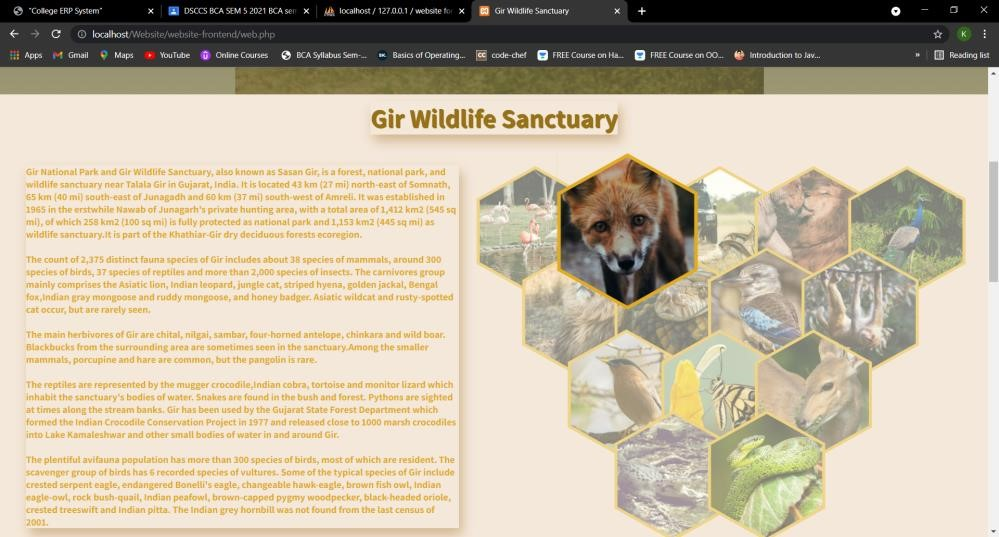 "College ERP System"
DSCCS BCA SEM 5 2021 BCA sem
localhost / 127.0.0.1 / website fo
Gir Wildlife Sanctuary
localhost/Website/website-frontend/web.php
K
Apps
Gmail
Maps
YouTube
Online Courses
BCA Syllabus Sem-...
Basics of Operating...
code-chef
FREE Course on Ha...
FREE Course on OO...
Introduction to Jav...
»
Reading list
Gir Wildlife Sanctuary
Gir National Park and Gir Wildlife Sanctuary, also known as Sasan Gir, is a forest, national park, and
wildlife sanctuary near Talala Gir in Gujarat, India. It is located 43 km (27 mi) north-east of Somnath,
65 km (40 mi) south-east of Junagadh and 60 km (37 mi) south-west of Amreli. It was established in
1965 in the erstwhile Nawab of Junagarh's private hunting area, with a total area of 1,412 km2 (545 sq
mi), of which 258 km2 (100 sq mi) is fully protected as national park and 1,153 km2 (445 sq mi) as
wildlife sanctuary.It is part of the Khathiar-Gir dry deciduous forests ecoregion.
The count of 2,375 distinct fauna species of Gir includes about 38 species of mammals, around 300
species of birds, 37 species of reptiles and more than 2,000 species of insects. The carnivores group
mainly comprises the Asiatic lion, Indian leopard, jungle cat, striped hyena, golden jackal, Bengal
fox,Indian gray mongoose and ruddy mongoose, and honey badger. Asiatic wildcat and rusty-spotted
cat occur, but are rarely seen.
The main herbivores of Gir are chital, nilgai, sambar, four-horned antelope, chinkara and wild boar.
Blackbucks from the surrounding area are sometimes seen in the sanctuary.Among the smaller
mammals, porcupine and hare are common, but the pangolin is rare.
The reptiles are represented by the mugger crocodile,Indian cobra, tortoise and monitor lizard which
inhabit the sanctuary's bodies of water. Snakes are found in the bush and forest. Pythons are sighted
at times along the stream banks. Gir has been used by the Gujarat State Forest Department which
formed the Indian Crocodile Conservation Project in 1977 and released close to 1000 marsh crocodiles
into Lake Kamaleshwar and other small bodies of water in and around Gir.
The plentiful avifauna population has more than 300 species of birds, most of which are resident. The
scavenger group of birds has 6 recorded species of vultures. Some of the typical species of Gir include
crested serpent eagle, endangered Bonelli's eagle, changeable hawk-eagle, brown fish owl, Indian
eagle-owl, rock bush-quail, Indian peafowl, brown-capped pygmy woodpecker, black-headed oriole,
crested treeswift and Indian pitta. The Indian grey hornbill was not found from the last census of
2001.